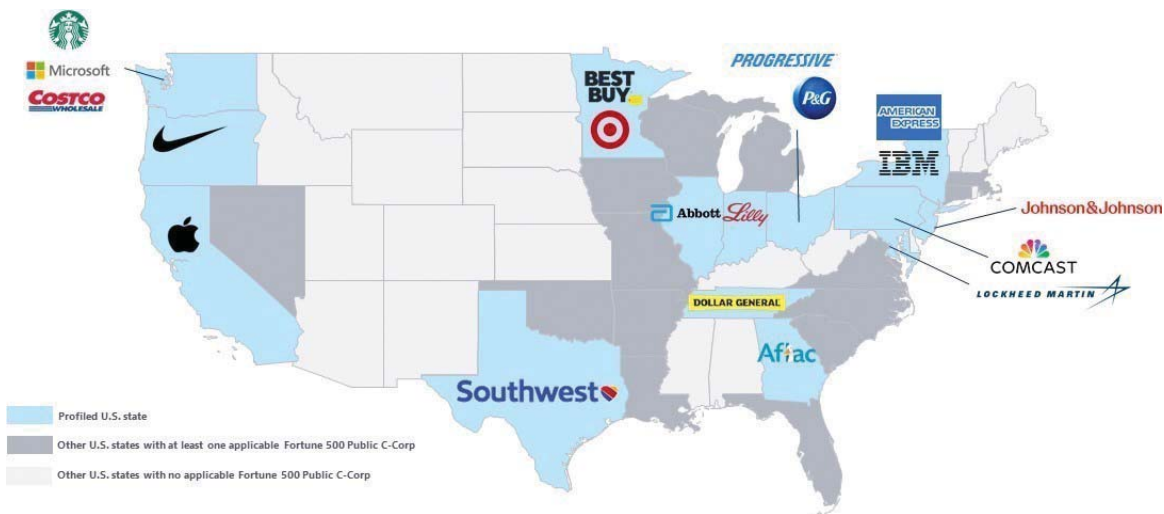 Microsoft
COSTCO
WHOLESALE
BEST
BUY
PROGRESSIVE
P&G
AMERICAN
EXPRESS
IBM
Abbott
Lilly
Johnson&Johnson
COMCAST
LOCKHEED MARTIN
DOLLAR GENERAL
Aflac
Southwest
Profiled U.S. state
Other U.S. states with at least one applicable Fortune 500 Public C-Corp
Other U.S. states with no applicable Fortune 500 Public C-Corp